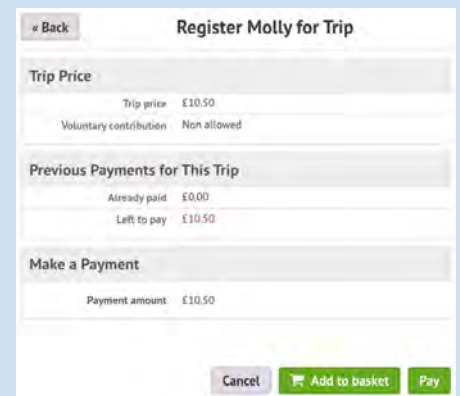 « Back Register Molly for Trip
Trip Price
Trip price £10.50
Voluntary contribution Non allowed
Previous Payments for This Trip
Already paid £0.00
Left to pay £10.50
Make a Payment
Payment amount £10.50
Cancel Add to basket Pay